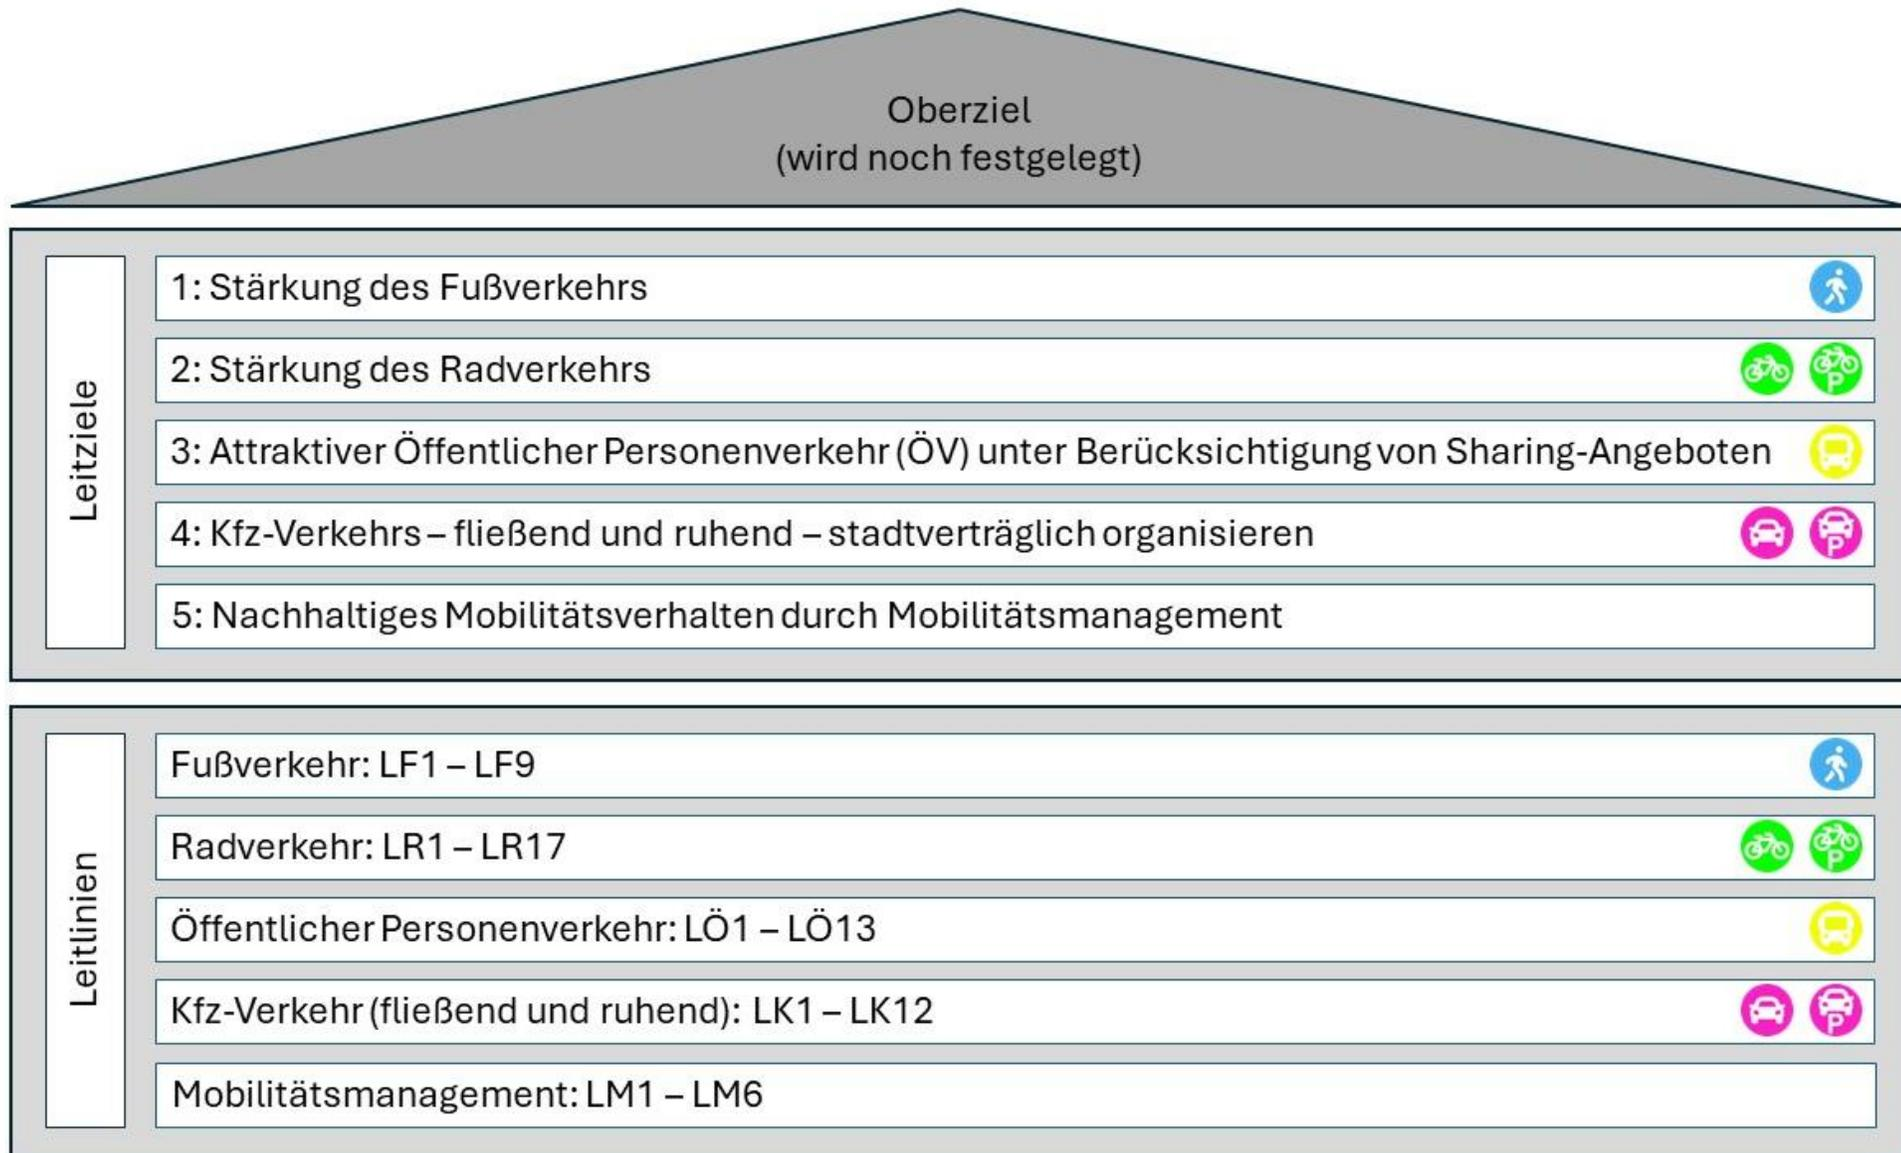 Oberziel
(wird noch festgelegt)
Leitziele
1: Stärkung des Fußverkehrs
2: Stärkung des Radverkehrs
P
3: Attraktiver Öffentlicher Personenverkehr (ÖV) unter Berücksichtigung von Sharing-Angeboten
4: Kfz-Verkehrs – fließend und ruhend – stadtverträglich organisieren
P
5: Nachhaltiges Mobilitätsverhalten durch Mobilitätsmanagement
Leitlinien
Fußverkehr: LF1 – LF9
Radverkehr: LR1 – LR17
P
Öffentlicher Personenverkehr: LÖ1 – LÖ13
Kfz-Verkehr (fließend und ruhend): LK1 – LK12
P
Mobilitätsmanagement: LM1 – LM6